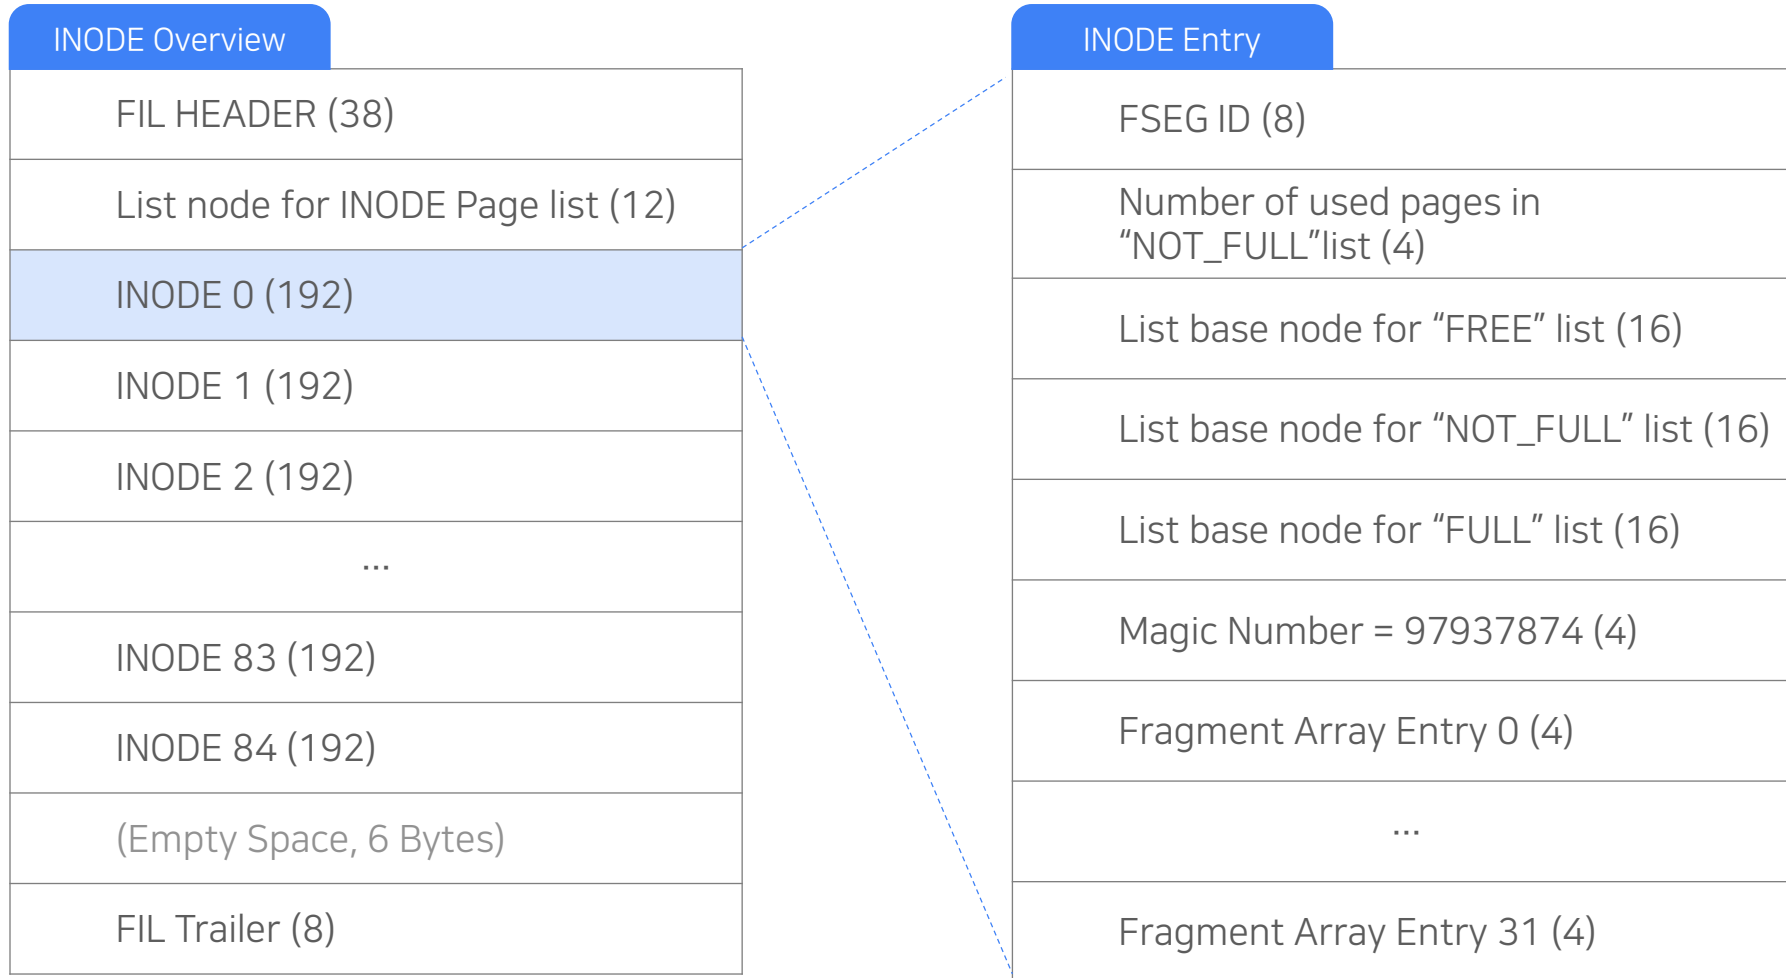 INODE Overview
FIL HEADER (38)
List node for INODE Page list (12)
INODE 0 (192)
INODE 1 (192)
INODE 2 (192)
...
INODE 83 (192)
INODE 84 (192)
(Empty Space, 6 Bytes)
FIL Trailer (8)
INODE Entry
FSEG ID (8)
Number of used pages in
“NOT_FULL”list (4)
List base node for “FREE” list (16)
List base node for “NOT_FULL” list (16)
List base node for “FULL” list (16)
Magic Number = 97937874 (4)
Fragment Array Entry 0 (4)
...
Fragment Array Entry 31 (4)